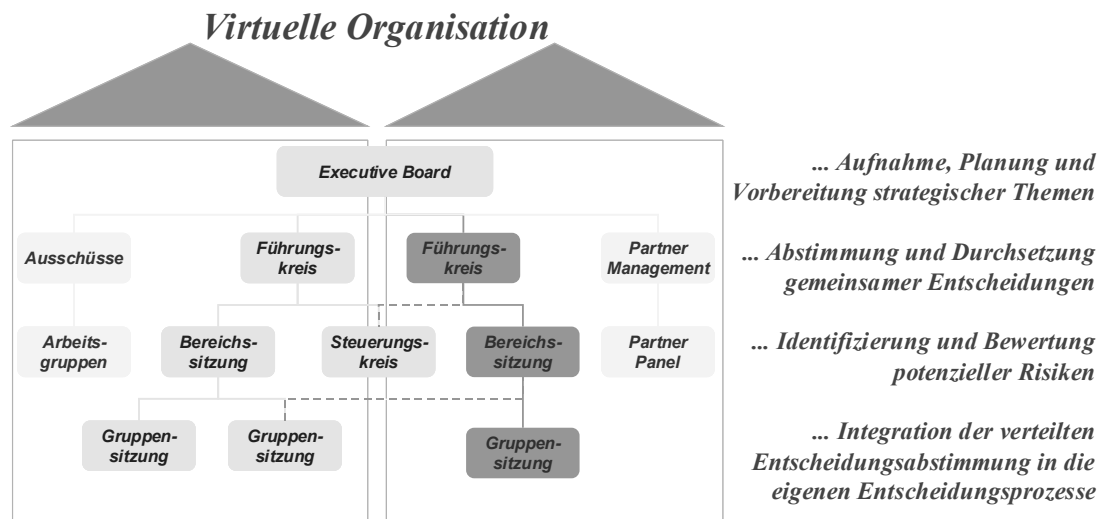 Virtuelle Organisation
Executive Board
... Aufnahme, Planung und
Vorbereitung strategischer Themen
Ausschüsse
Führungs-
kreis
Führungs-
kreis
Partner
Management
... Abstimmung und Durchsetzung
gemeinsamer Entscheidungen
Arbeits-
gruppen
Bereichs-
sitzung
Steuerungs-
kreis
Bereichs-
sitzung
Partner
Panel
... Identifizierung und Bewertung
potenzieller Risiken
Gruppen-
sitzung
Gruppen-
sitzung
Gruppen-
sitzung
... Integration der verteilten
Entscheidungsabstimmung in die
eigenen Entscheidungsprozesse